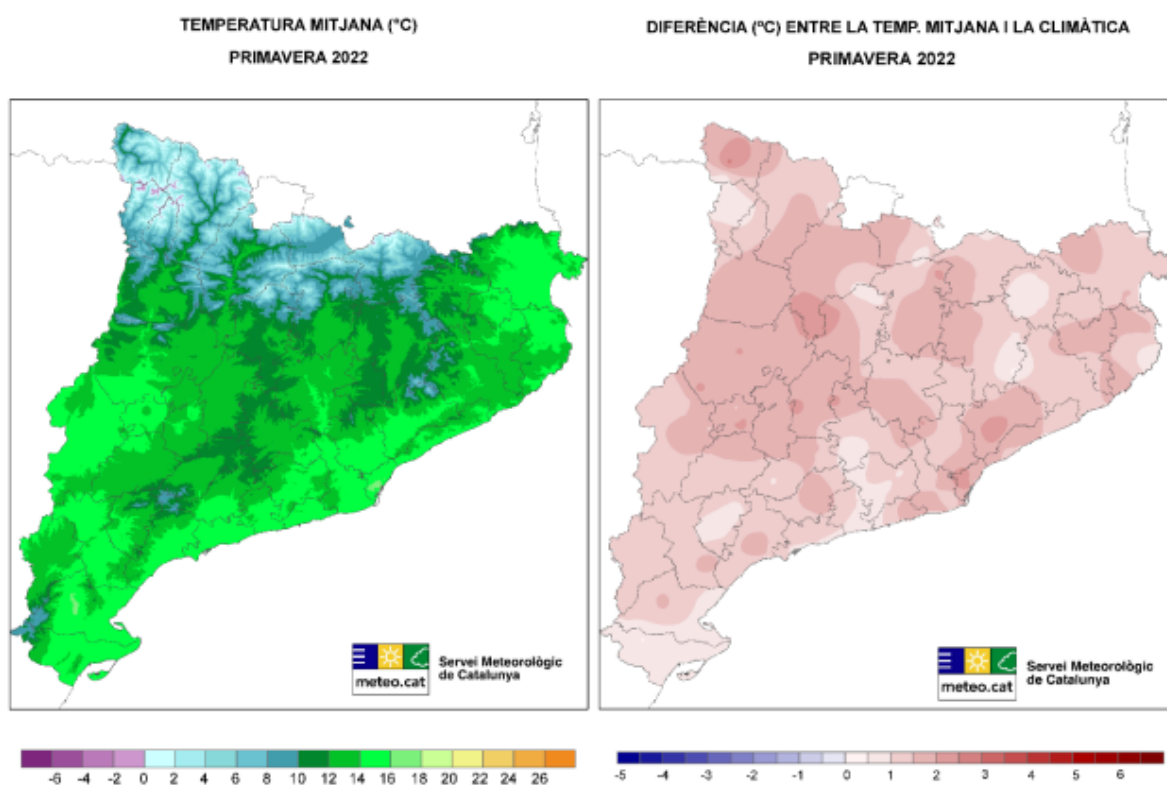 TEMPERATURA MITJANA (°C)
PRIMAVERA 2022
meteo.cat
Servei Meteorològic
de Catalunya
-6 -4 -2 0 2 4 6 8 10 12 14 16 18 20 22 24 26
DIFERÈNCIA (ºC) ENTRE LA TEMP. MITJANA I LA CLIMÀTICA
PRIMAVERA 2022
meteo.cat
Servei Meteorològic
de Catalunya
-5 -4 -3 -2 -1 0 1 2 3 4 5 6